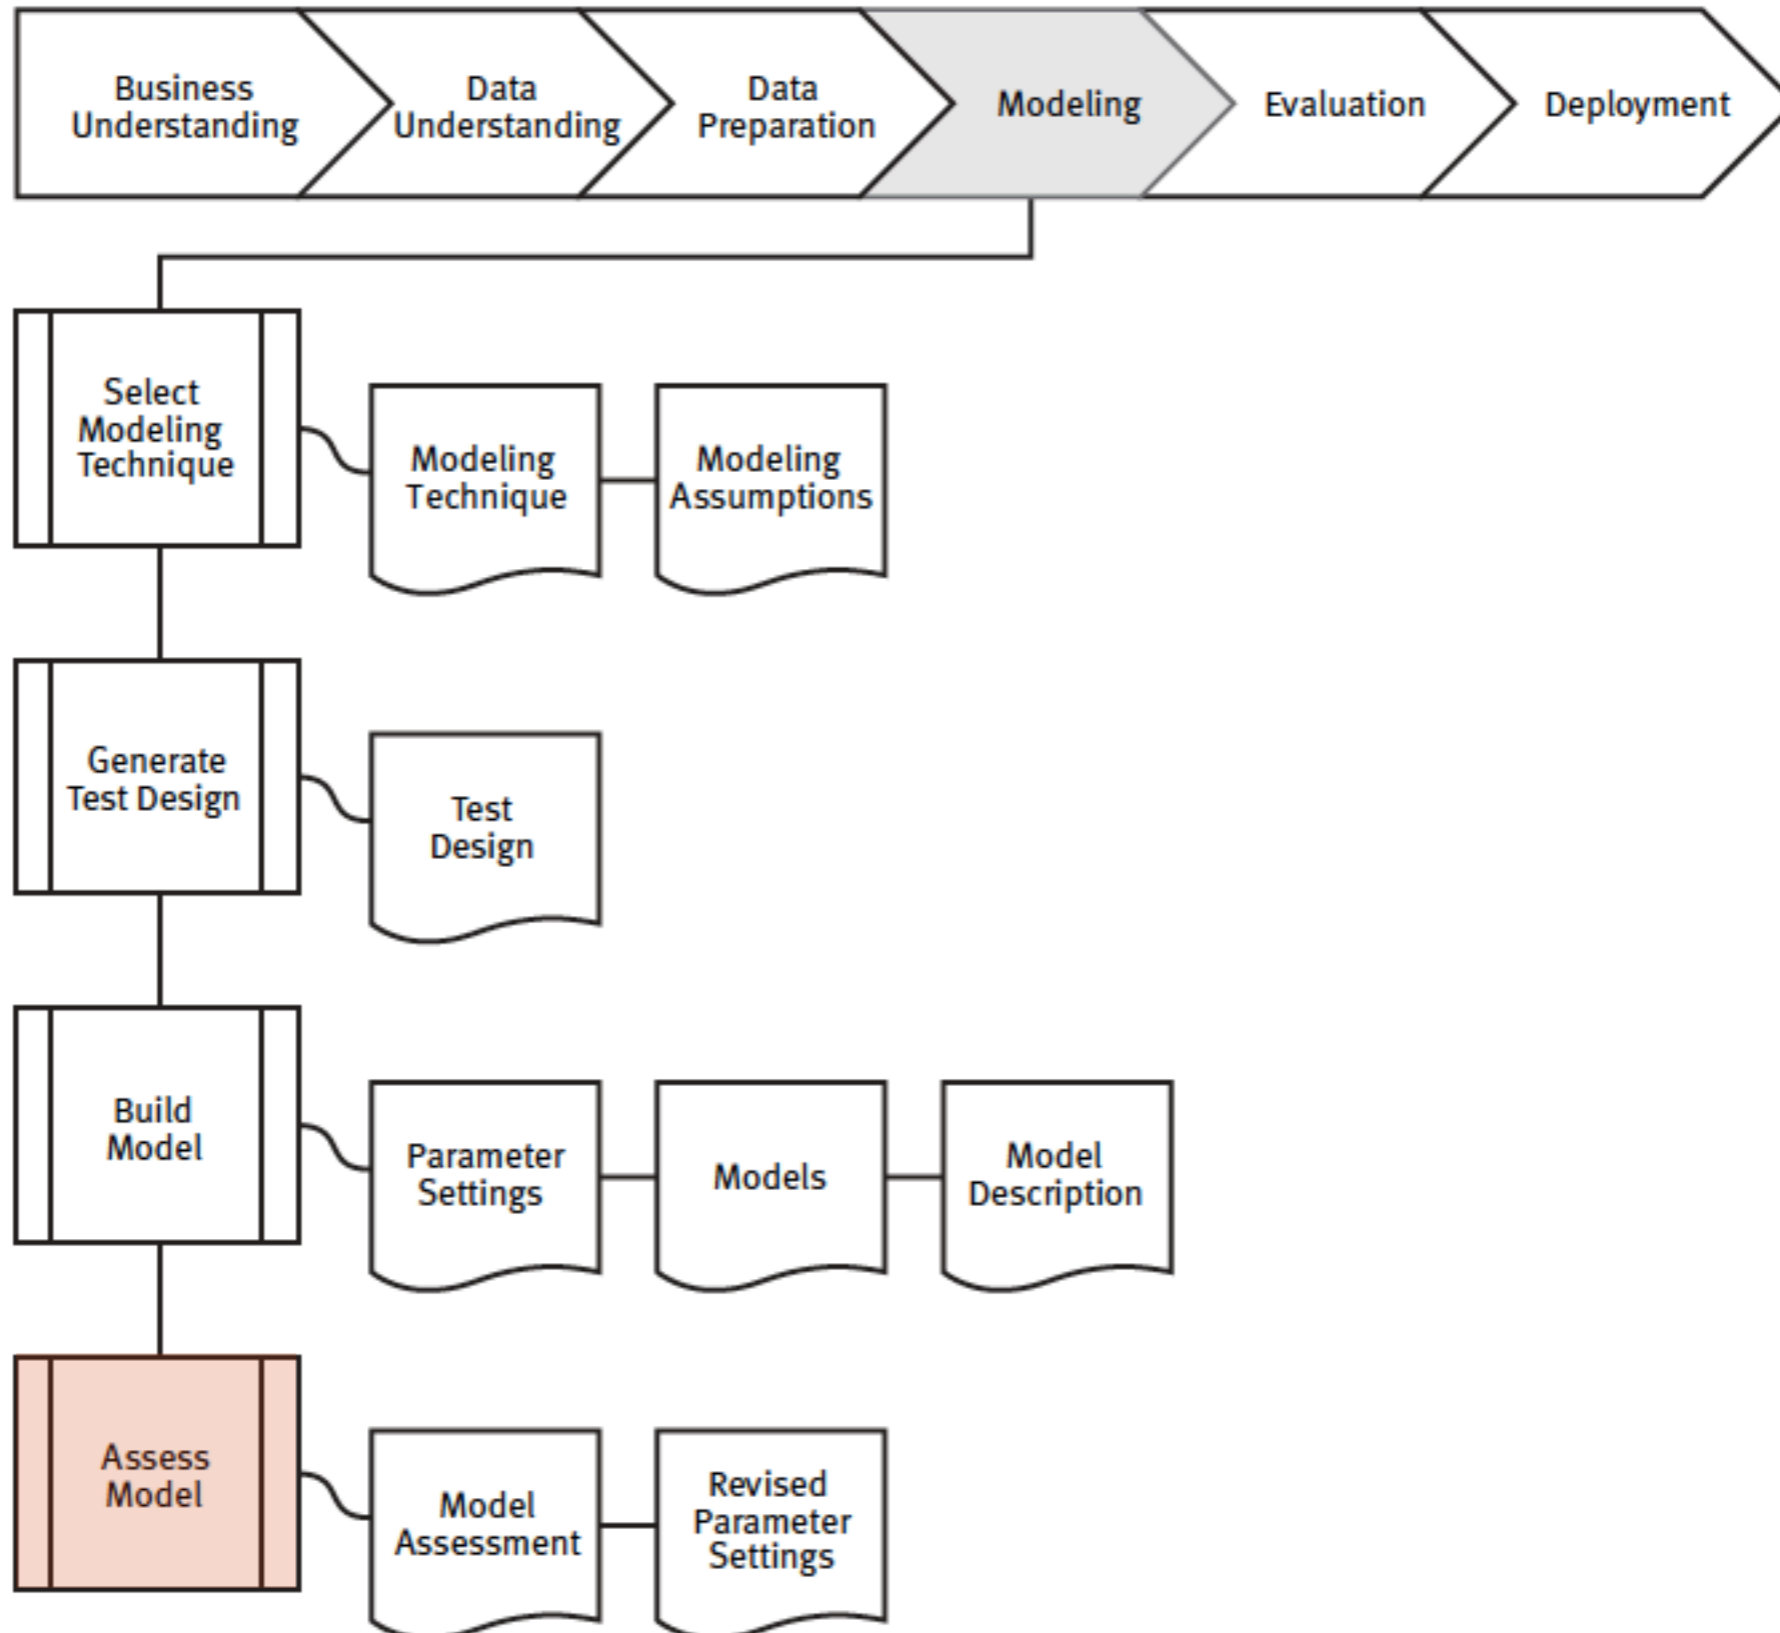 Business
Understanding
Data
Understanding
Data
Preparation
Modeling
Evaluation
Deployment
Select
Modeling
Technique
Modeling
Technique
Modeling
Assumptions
Generate
Test Design
Test
Design
Build
Model
Parameter
Settings
Models
Model
Description
Assess
Model
Model
Assessment
Revised
Parameter
Settings